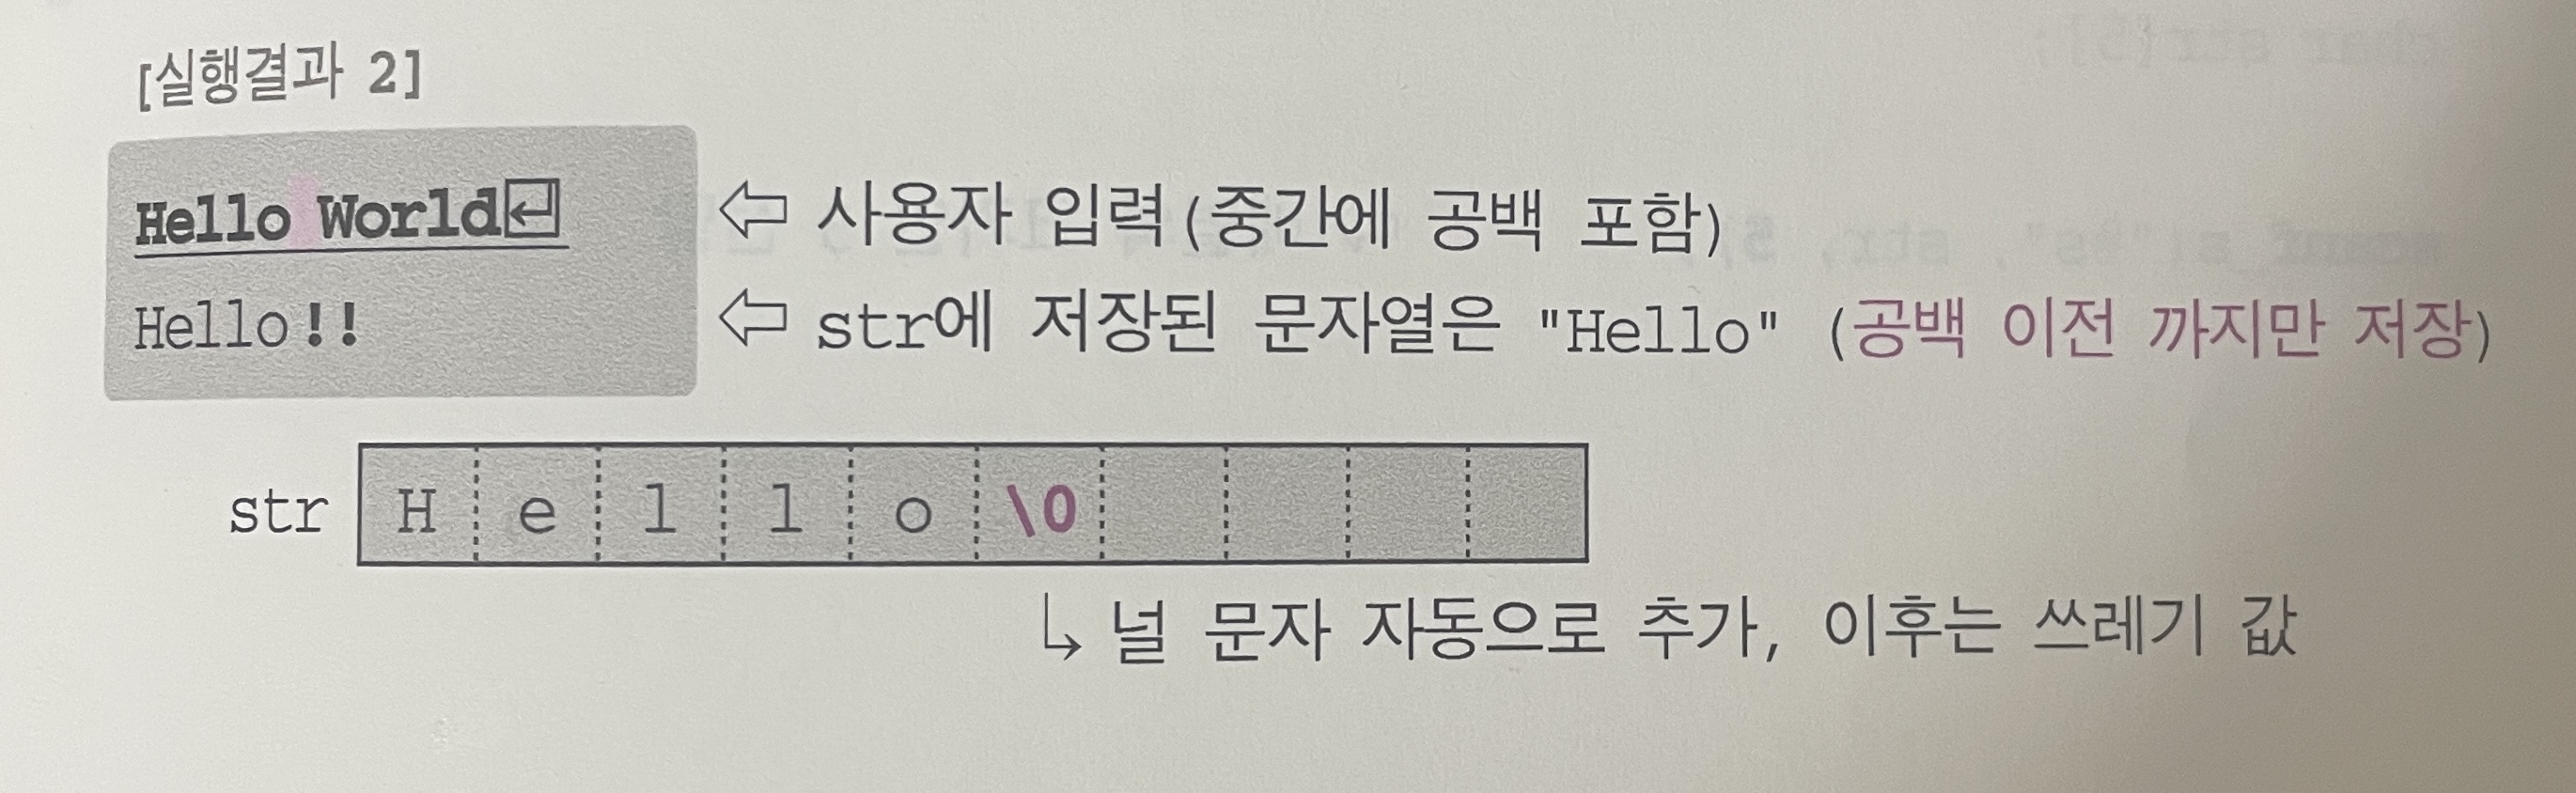 [실행결과 2]
Hello World↵ ⇦ 사용자 입력(중간에 공백 포함)
Hello!! ⇦ str에 저장된 문자열은 "Hello" (공백 이전 까지만 저장)
str H e l l o \0
↳ 널 문자 자동으로 추가, 이후는 쓰레기 값